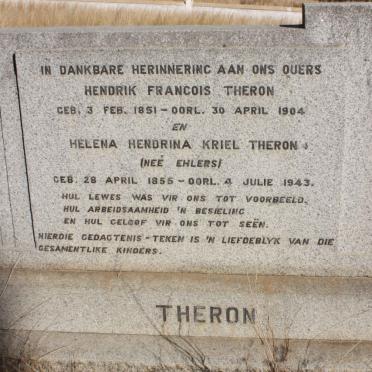 IN DANKBARE HERINNERING AAN ONS OUERS
HENDRIK FRANCOIS THERON
GEB. 3 FEB. 1851 – OORL. 30 APRIL 1904
EN
HELENA HENDRINA KRIEL THERON
(NEÉ EHLERS)
GEB. 28 APRIL 1855 – OORL. 4 JULIE 1943.
HUL LEWES WAS VIR ONS TOT VOORBEELD.
HUL ARBEIDSAAMHEID 'N BESIELING
EN HUL GELOOF VIR ONS TOT SEËN.
HIERDIE GEDAGTENIS-TEKEN IS 'N LIEFDEBLYK VAN DIE
GESAMENTLIKE KINDERS.
THERON